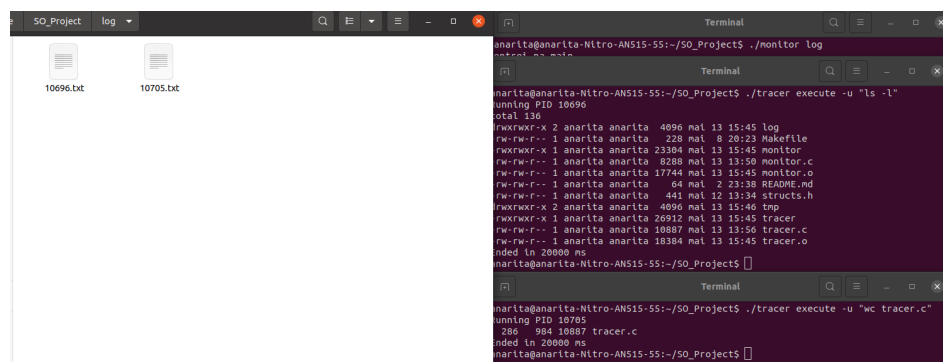 SO_Project log
10696.txt 10705.txt
Terminal
anarita@anarita-Nitro-AN515-55:~/SO_Project$ ./monitor log
Terminal
anarita@anarita-Nitro-AN515-55:~/SO_Project$ ./tracer execute -u "ls -l"
Running PID 10696
total 136
drwxrwxr-x 2 anarita anarita 4096 mai 13 15:45 log
-rw-rw-r-- 1 anarita anarita 228 mai 8 20:23 Makefile
-rwxrwxr-x 1 anarita anarita 23304 mai 13 15:45 monitor
-rw-rw-r-- 1 anarita anarita 8288 mai 13 13:50 monitor.c
-rw-rw-r-- 1 anarita anarita 17744 mai 13 15:45 monitor.o
-rw-rw-r-- 1 anarita anarita 64 mai 2 23:38 README.md
-rw-rw-r-- 1 anarita anarita 441 mai 12 13:34 structs.h
drwxrwxr-x 2 anarita anarita 4096 mai 13 15:46 tmp
-rwxrwxr-x 1 anarita anarita 26912 mai 13 15:45 tracer
-rw-rw-r-- 1 anarita anarita 10887 mai 13 13:56 tracer.c
-rw-rw-r-- 1 anarita anarita 18384 mai 13 15:45 tracer.o
Ended in 20000 ms
anarita@anarita-Nitro-AN515-55:~/SO_Project$
Terminal
anarita@anarita-Nitro-AN515-55:~/SO_Project$ ./tracer execute -u "wc tracer.c"
Running PID 10705
286 984 10887 tracer.c
Ended in 20000 ms
anarita@anarita-Nitro-AN515-55:~/SO_Project$